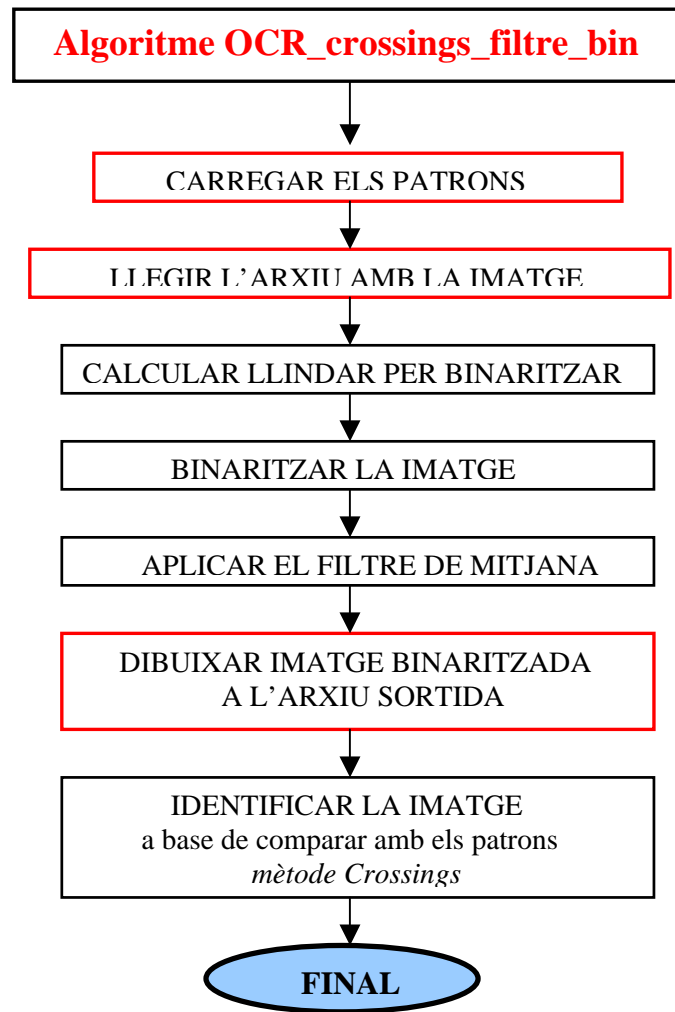 Algoritme OCR_crossings_filtre_bin
CARREGAR ELS PATRONS
LLEGIR L’ARXIU AMB LA IMATGE
CALCULAR LLINDAR PER BINARITZAR
BINARITZAR LA IMATGE
APLICAR EL FILTRE DE MITJANA
DIBUIXAR IMATGE BINARITZADA
A L’ARXIU SORTIDA
IDENTIFICAR LA IMATGE
a base de comparar amb els patrons
mètode Crossings
FINAL